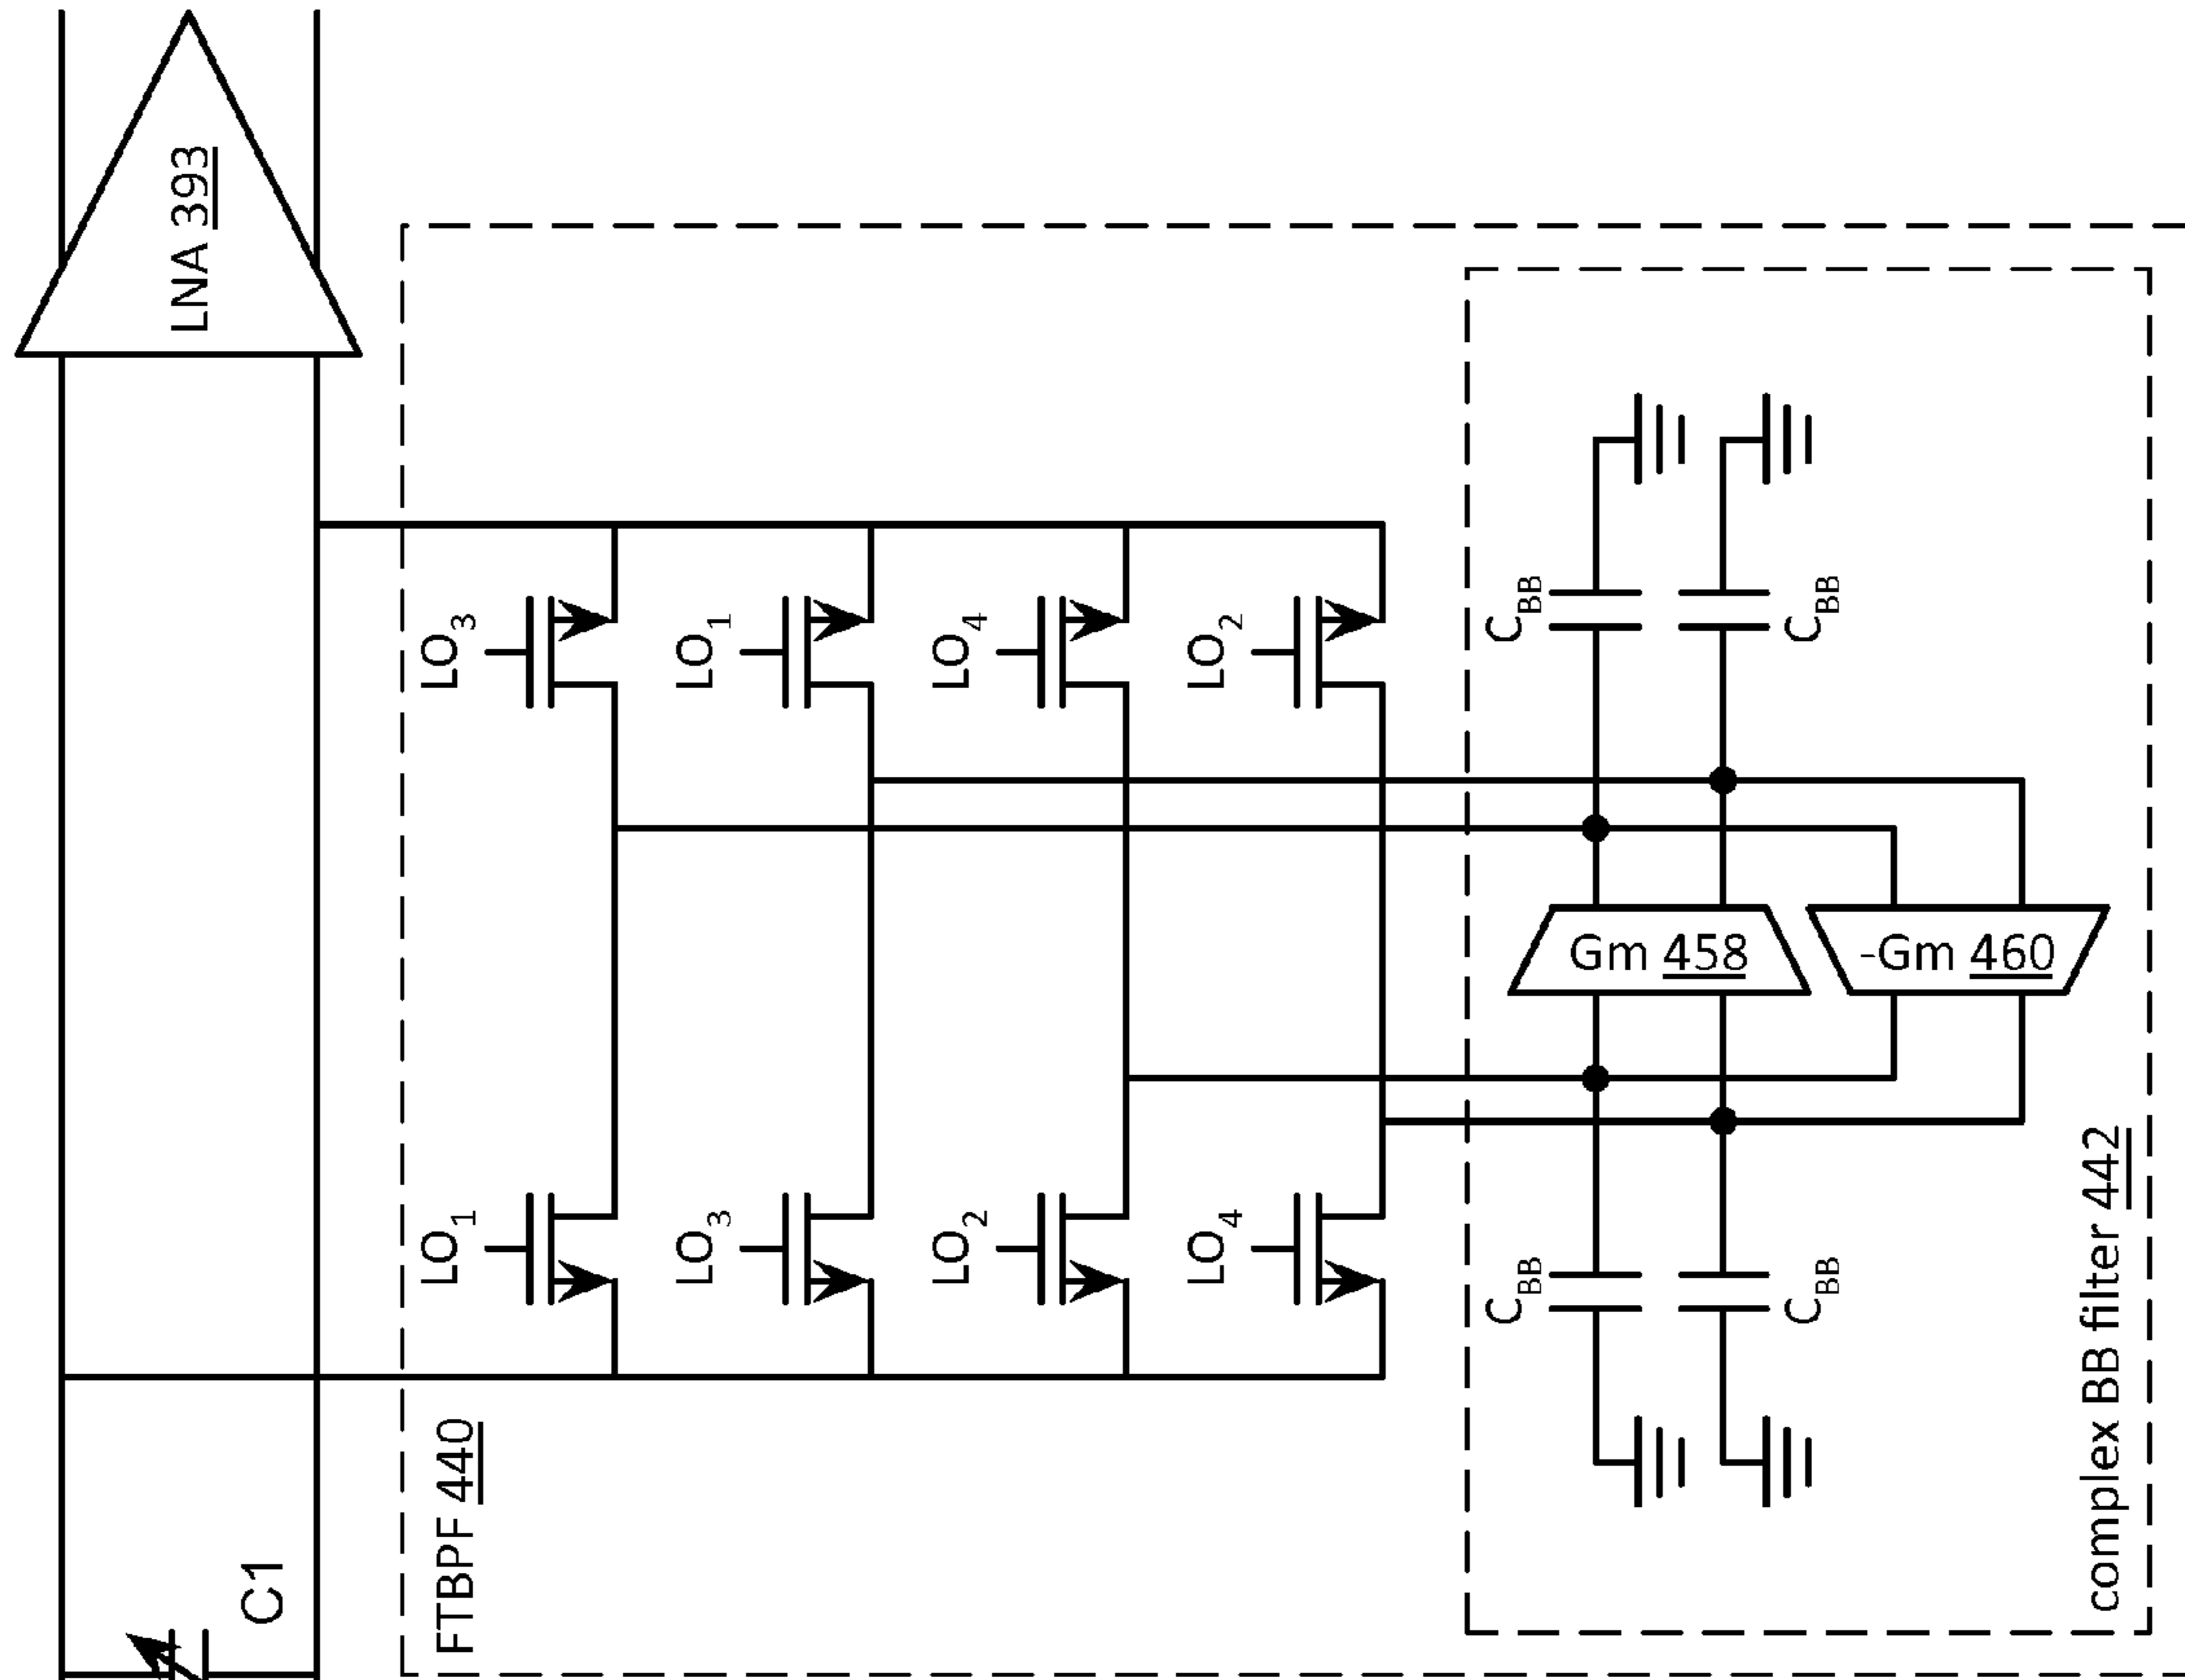 LNA 393
C1
FTBPF 440
LO1
LO3
LO3
LO1
LO2
LO4
LO4
LO2
CBB
CBB
Gm 458
-Gm 460
CBB
CBB
complex BB filter 442